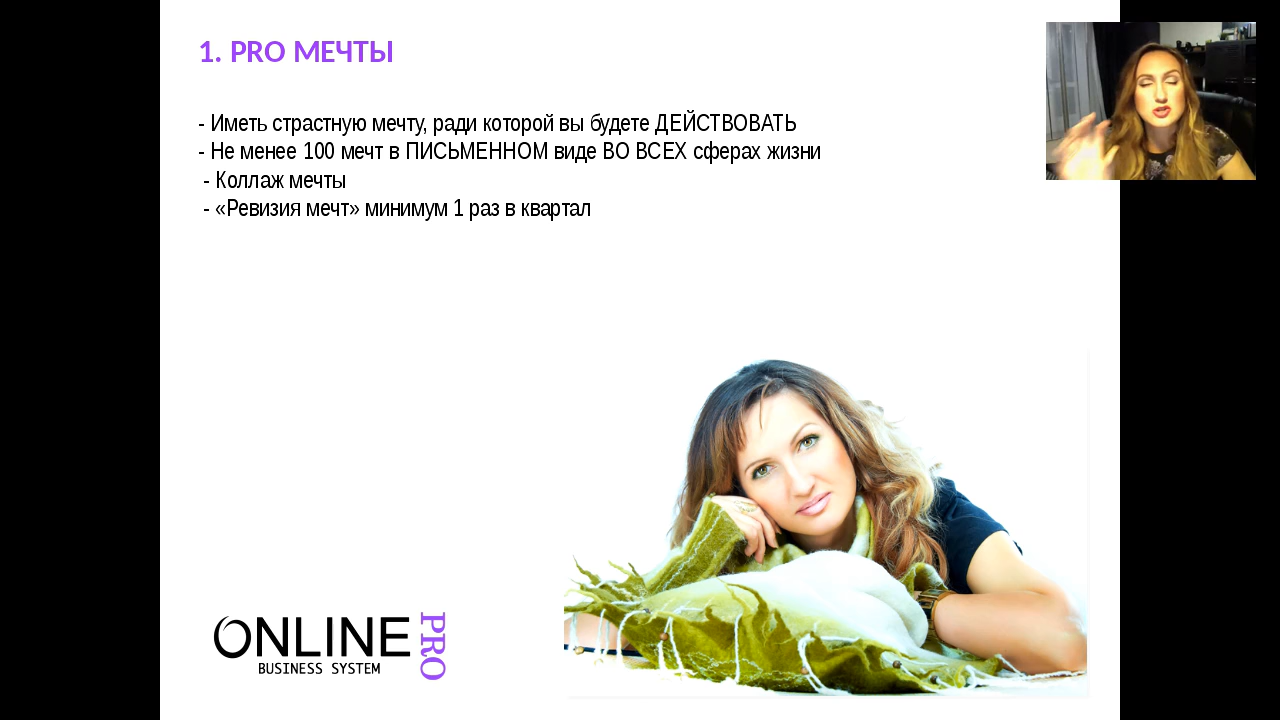 1. PRO МЕЧТЫ
- Иметь страстную мечту, ради которой вы будете ДЕЙСТВОВАТЬ
- Не менее 100 мечт в ПИСЬМЕННОМ виде ВО ВСЕХ сферах жизни
- Коллаж мечты
- «Ревизия мечт» минимум 1 раз в квартал
ONLINE PRO
BUSINESS SYSTEM